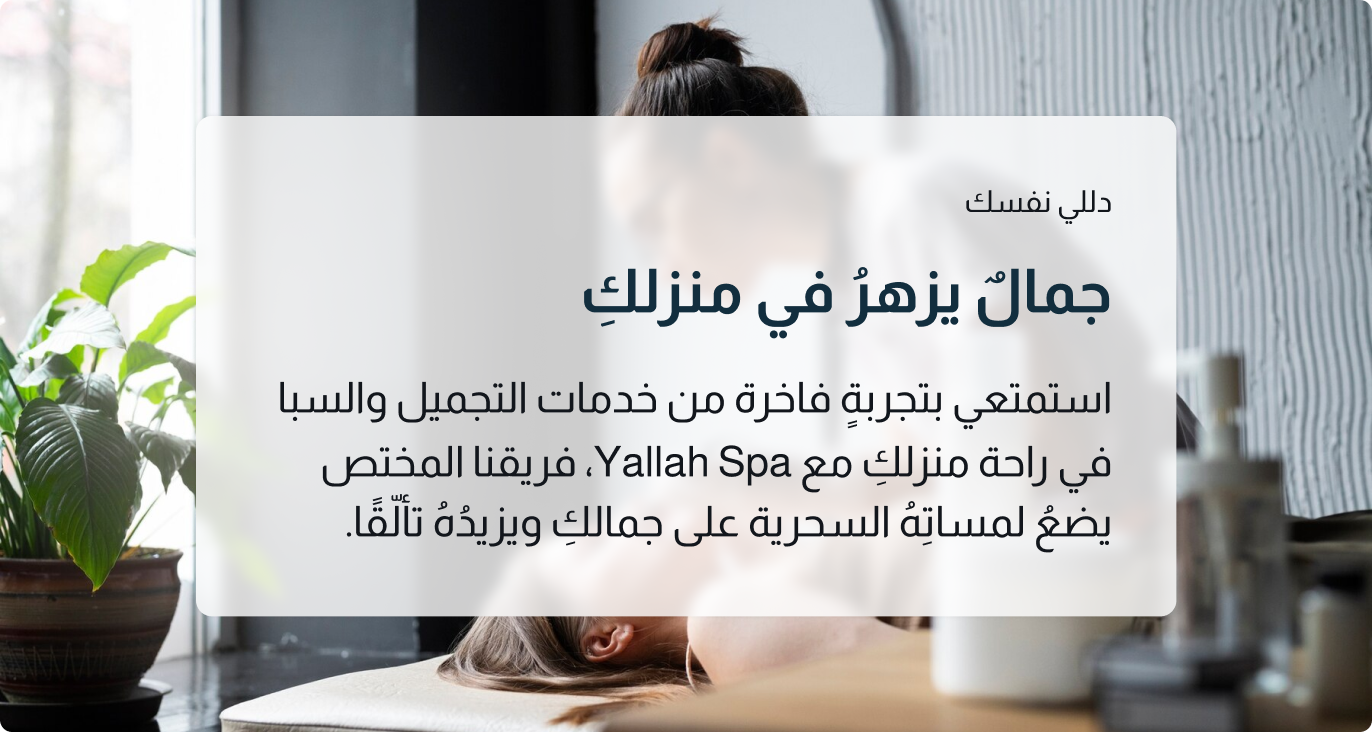 دللي نفسك
جمالٌ يزهرُ في منزلكِ
استمتعي بتجربةٍ فاخرة من خدمات التجميل والسبا
في راحة منزلكِ مع Yallah Spa، فريقنا المختص
يضعُ لمساتِهُ السحرية على جمالكِ ويزيدُهُ تألّقًا.